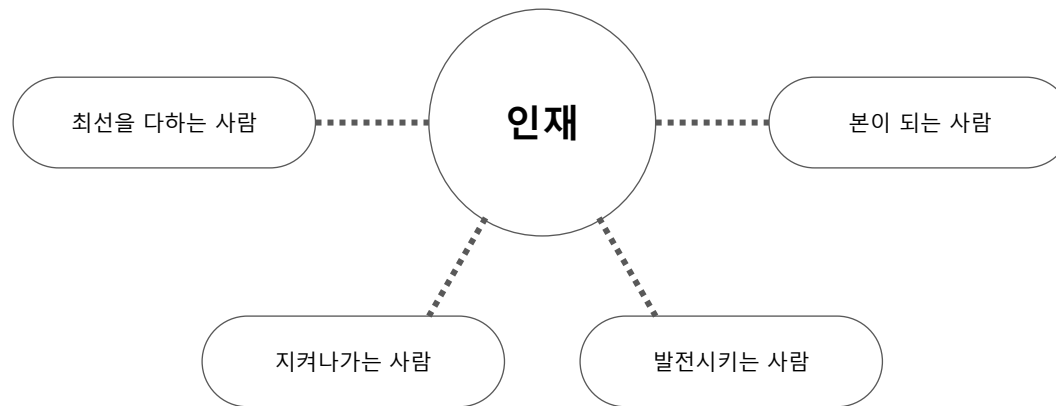 인재
최선을 다하는 사람
본이 되는 사람
지켜나가는 사람
발전시키는 사람